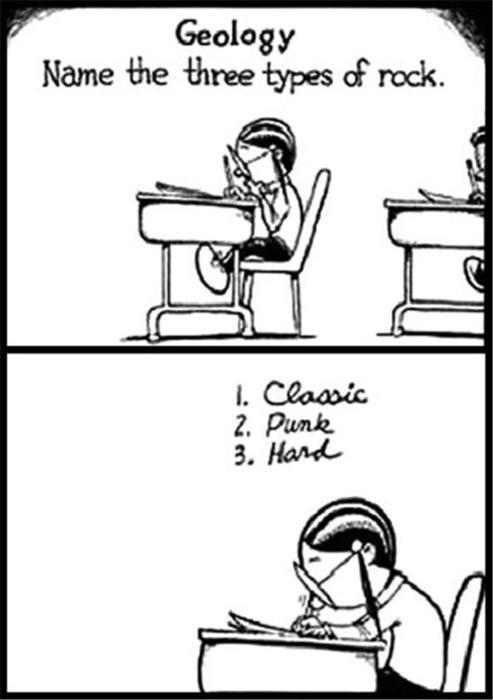 Geology
Name the three types of rock.
1. Classic
2. Punk
3. Hard